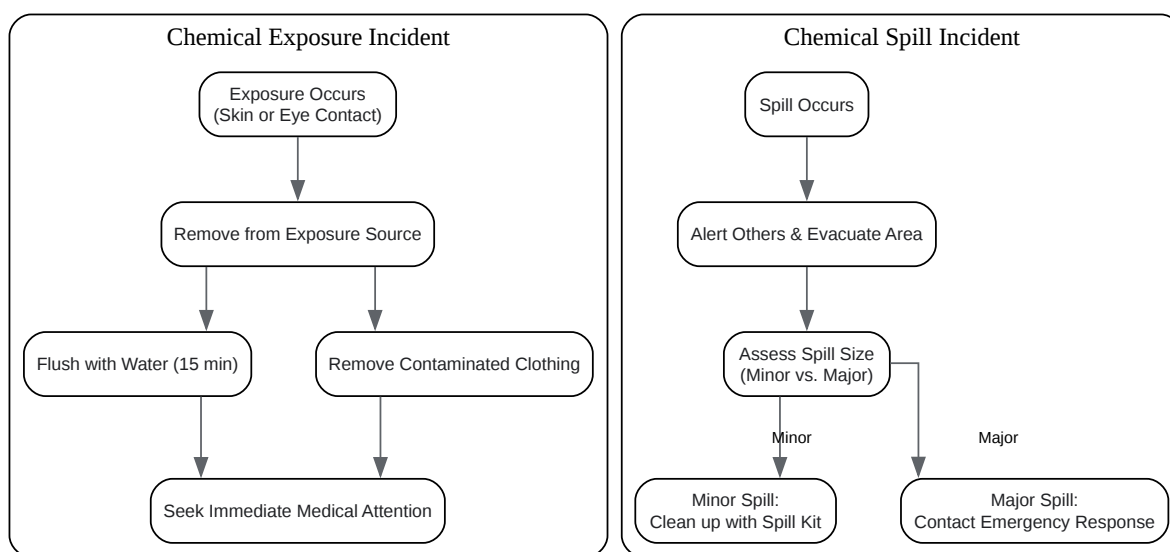 Chemical Exposure Incident
Exposure Occurs
(Skin or Eye Contact)
Remove from Exposure Source
Flush with Water (15 min)
Remove Contaminated Clothing
Seek Immediate Medical Attention
Chemical Spill Incident
Spill Occurs
Alert Others & Evacuate Area
Assess Spill Size
(Minor vs. Major)
Minor
Major
Minor Spill:
Clean up with Spill Kit
Major Spill:
Contact Emergency Response